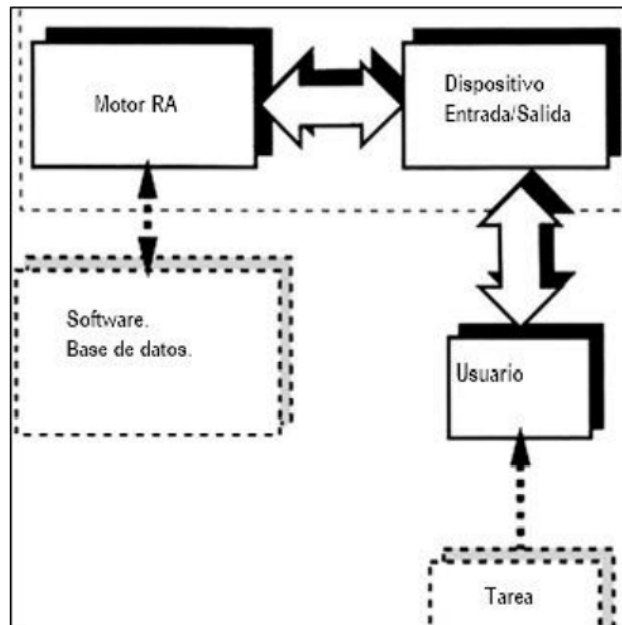 Motor RA
Dispositivo
Entrada/Salida
Software.
Base de datos.
Usuario
Tarea